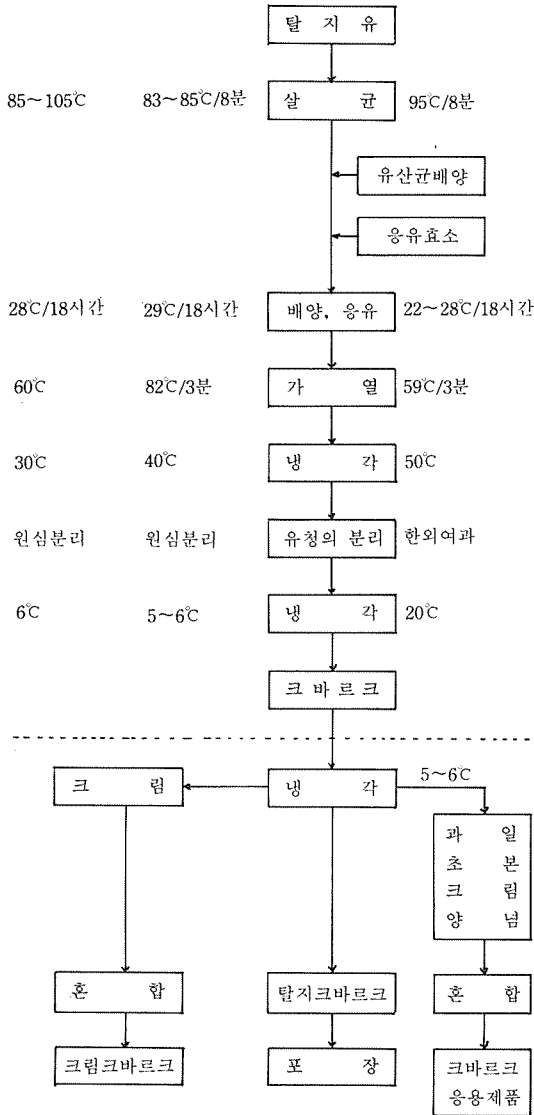 탈 지 유
85~105℃ 83~85℃/8분 살 균 95℃/8분
유산균배양
응유효소
28℃/18시간 29℃/18시간 배양, 응유 22~28℃/18시간
60℃ 82℃/3분 가 열 59℃/3분
30℃ 40℃ 냉 각 50℃
원심분리 원심분리 유청의 분리 한외여과
6℃ 5~6℃ 냉 각 20℃
크 바 르 크
크 림 냉 각 5~6℃
과 일
초 본
크 림
양 념
혼 합 탈지크바르크 혼 합
크림크바르크 포 장 크바르크
응용제품